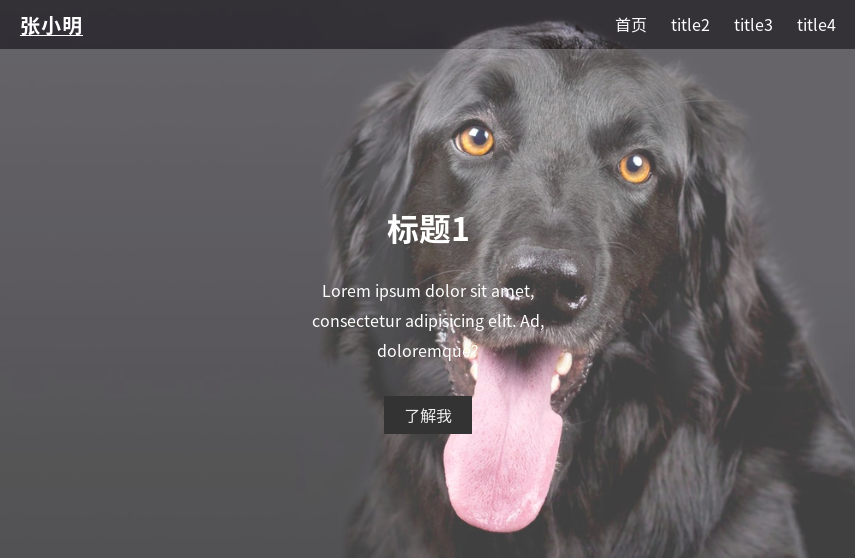 张小明
首页 title2 title3 title4
标题1
Lorem ipsum dolor sit amet,
consectetur adipisicing elit. Ad,
doloremque?
了解我